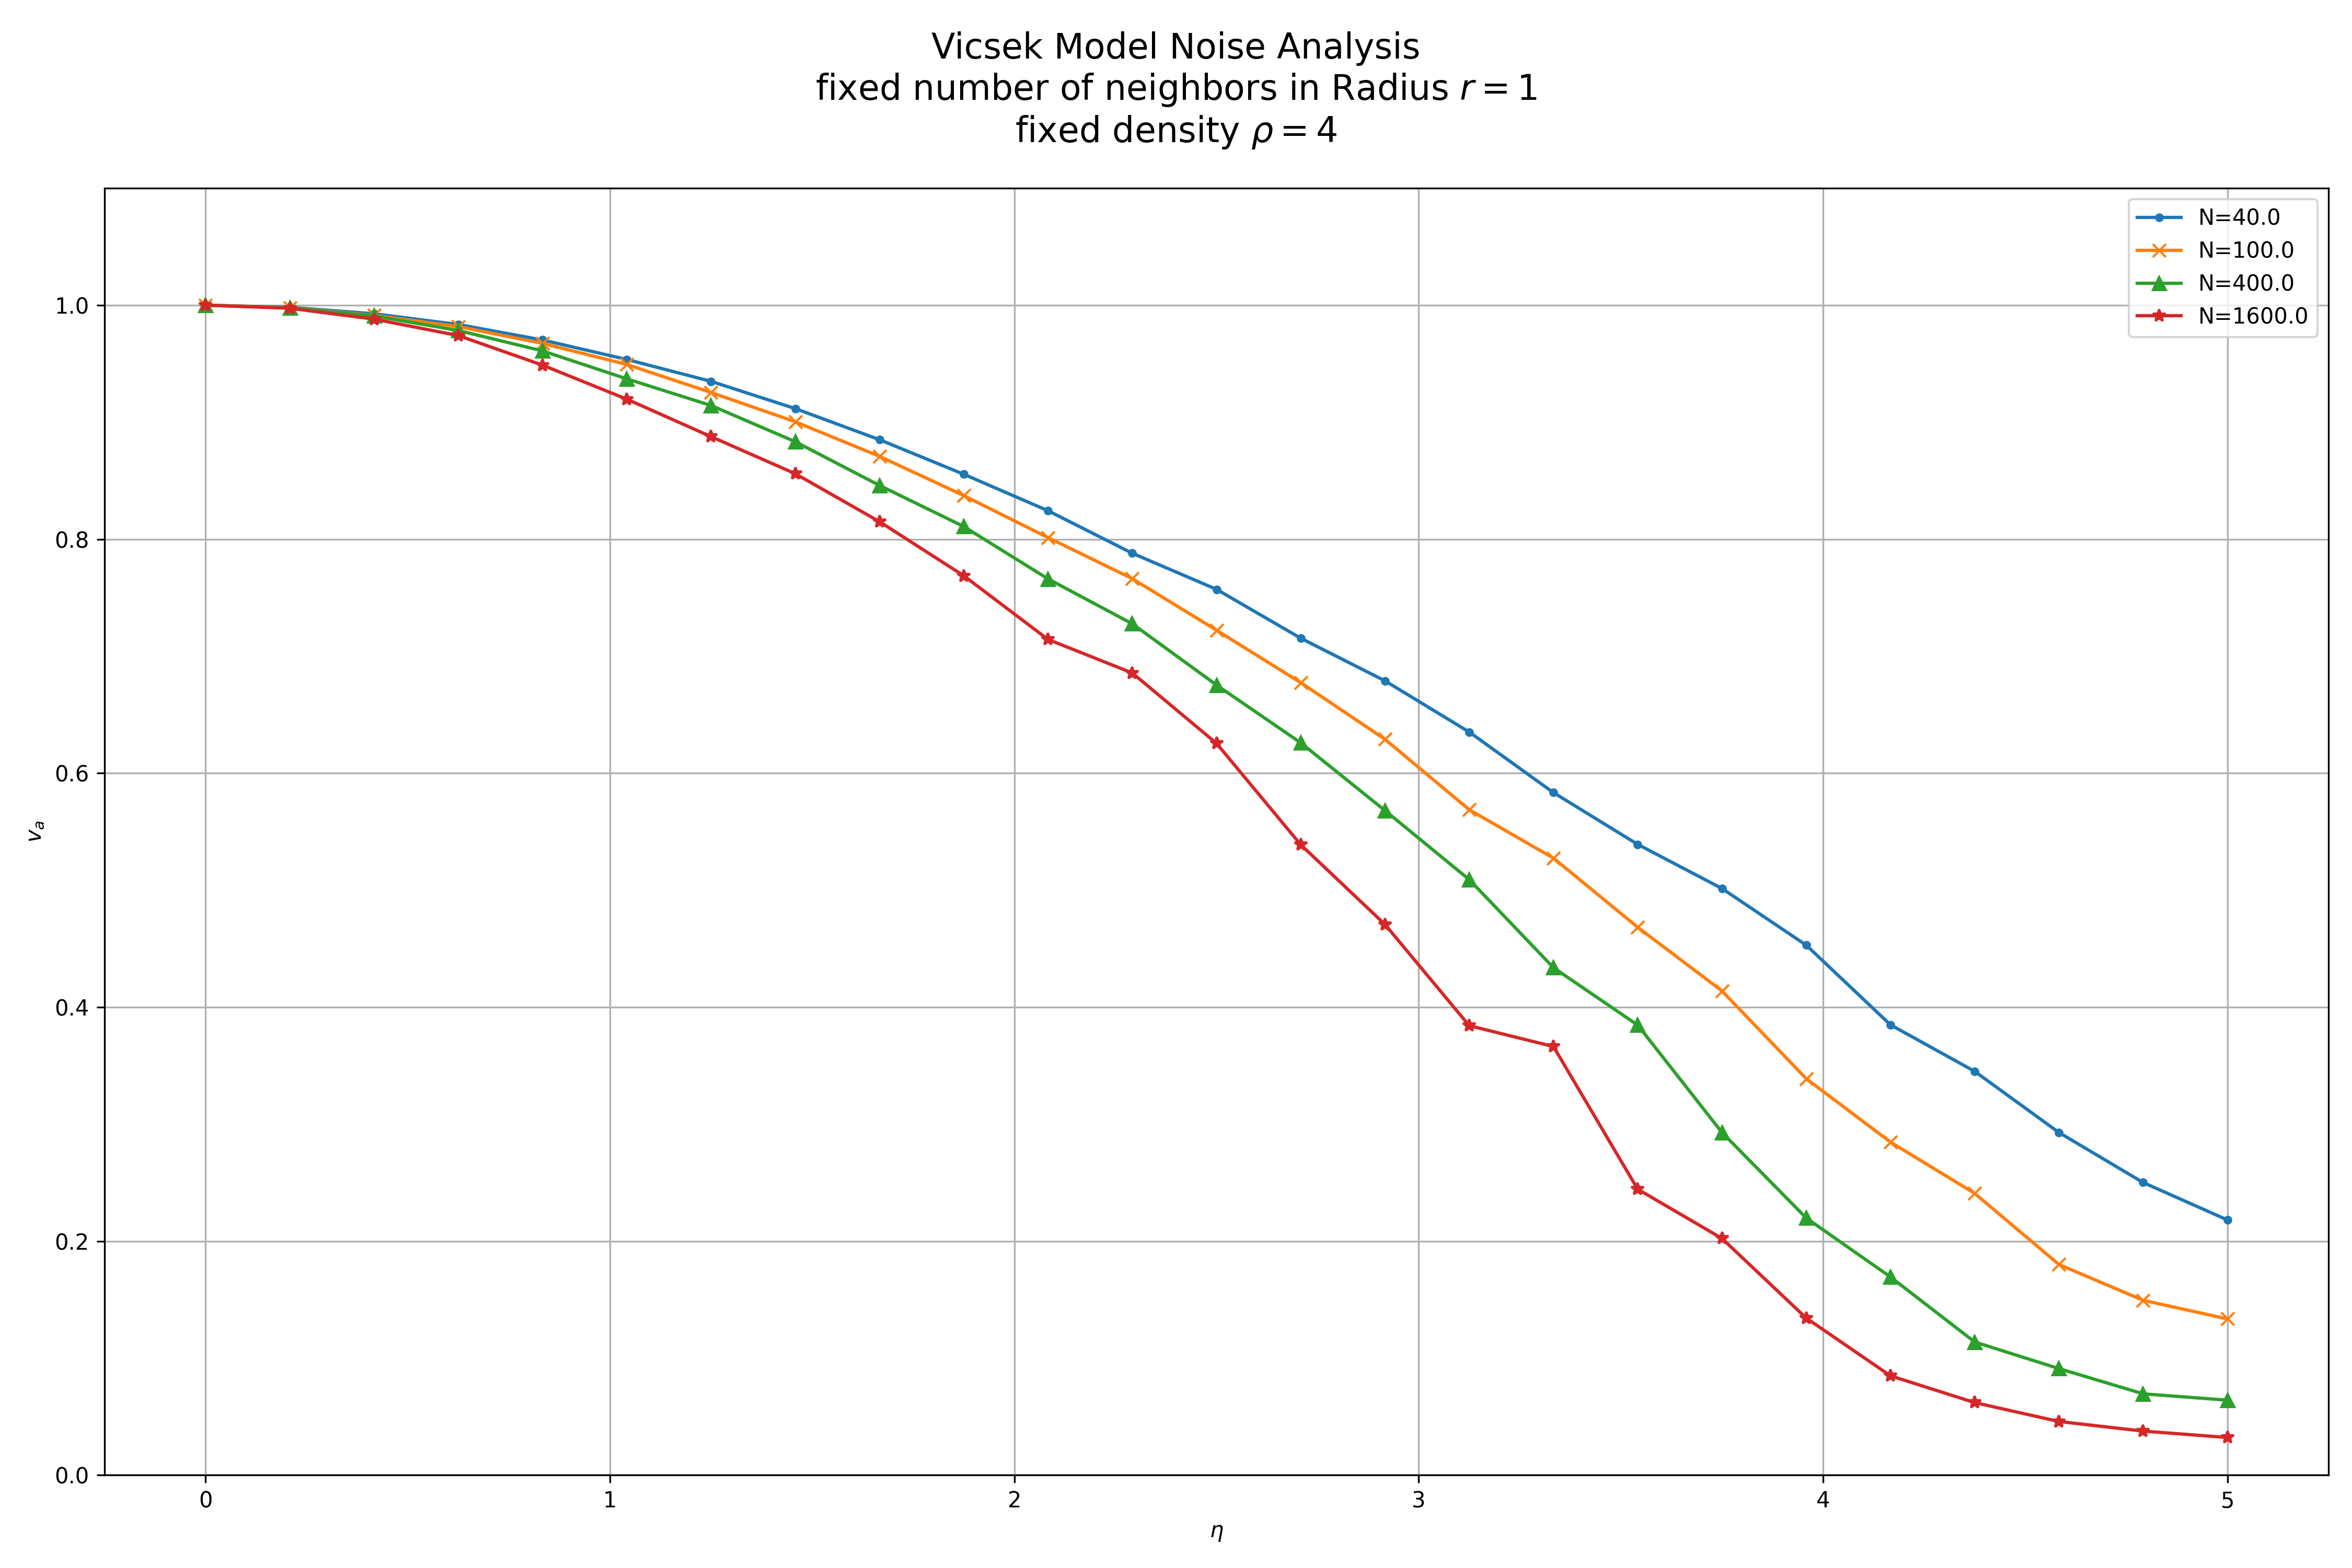 Vicsek Model Noise Analysis
fixed number of neighbors in Radius r = 1
fixed density ρ = 4
N=40.0
N=100.0
N=400.0
N=1600.0
1.0
0.8
0.6
0.4
0.2
0.0
v_a
0 1 2 3 4 5
η